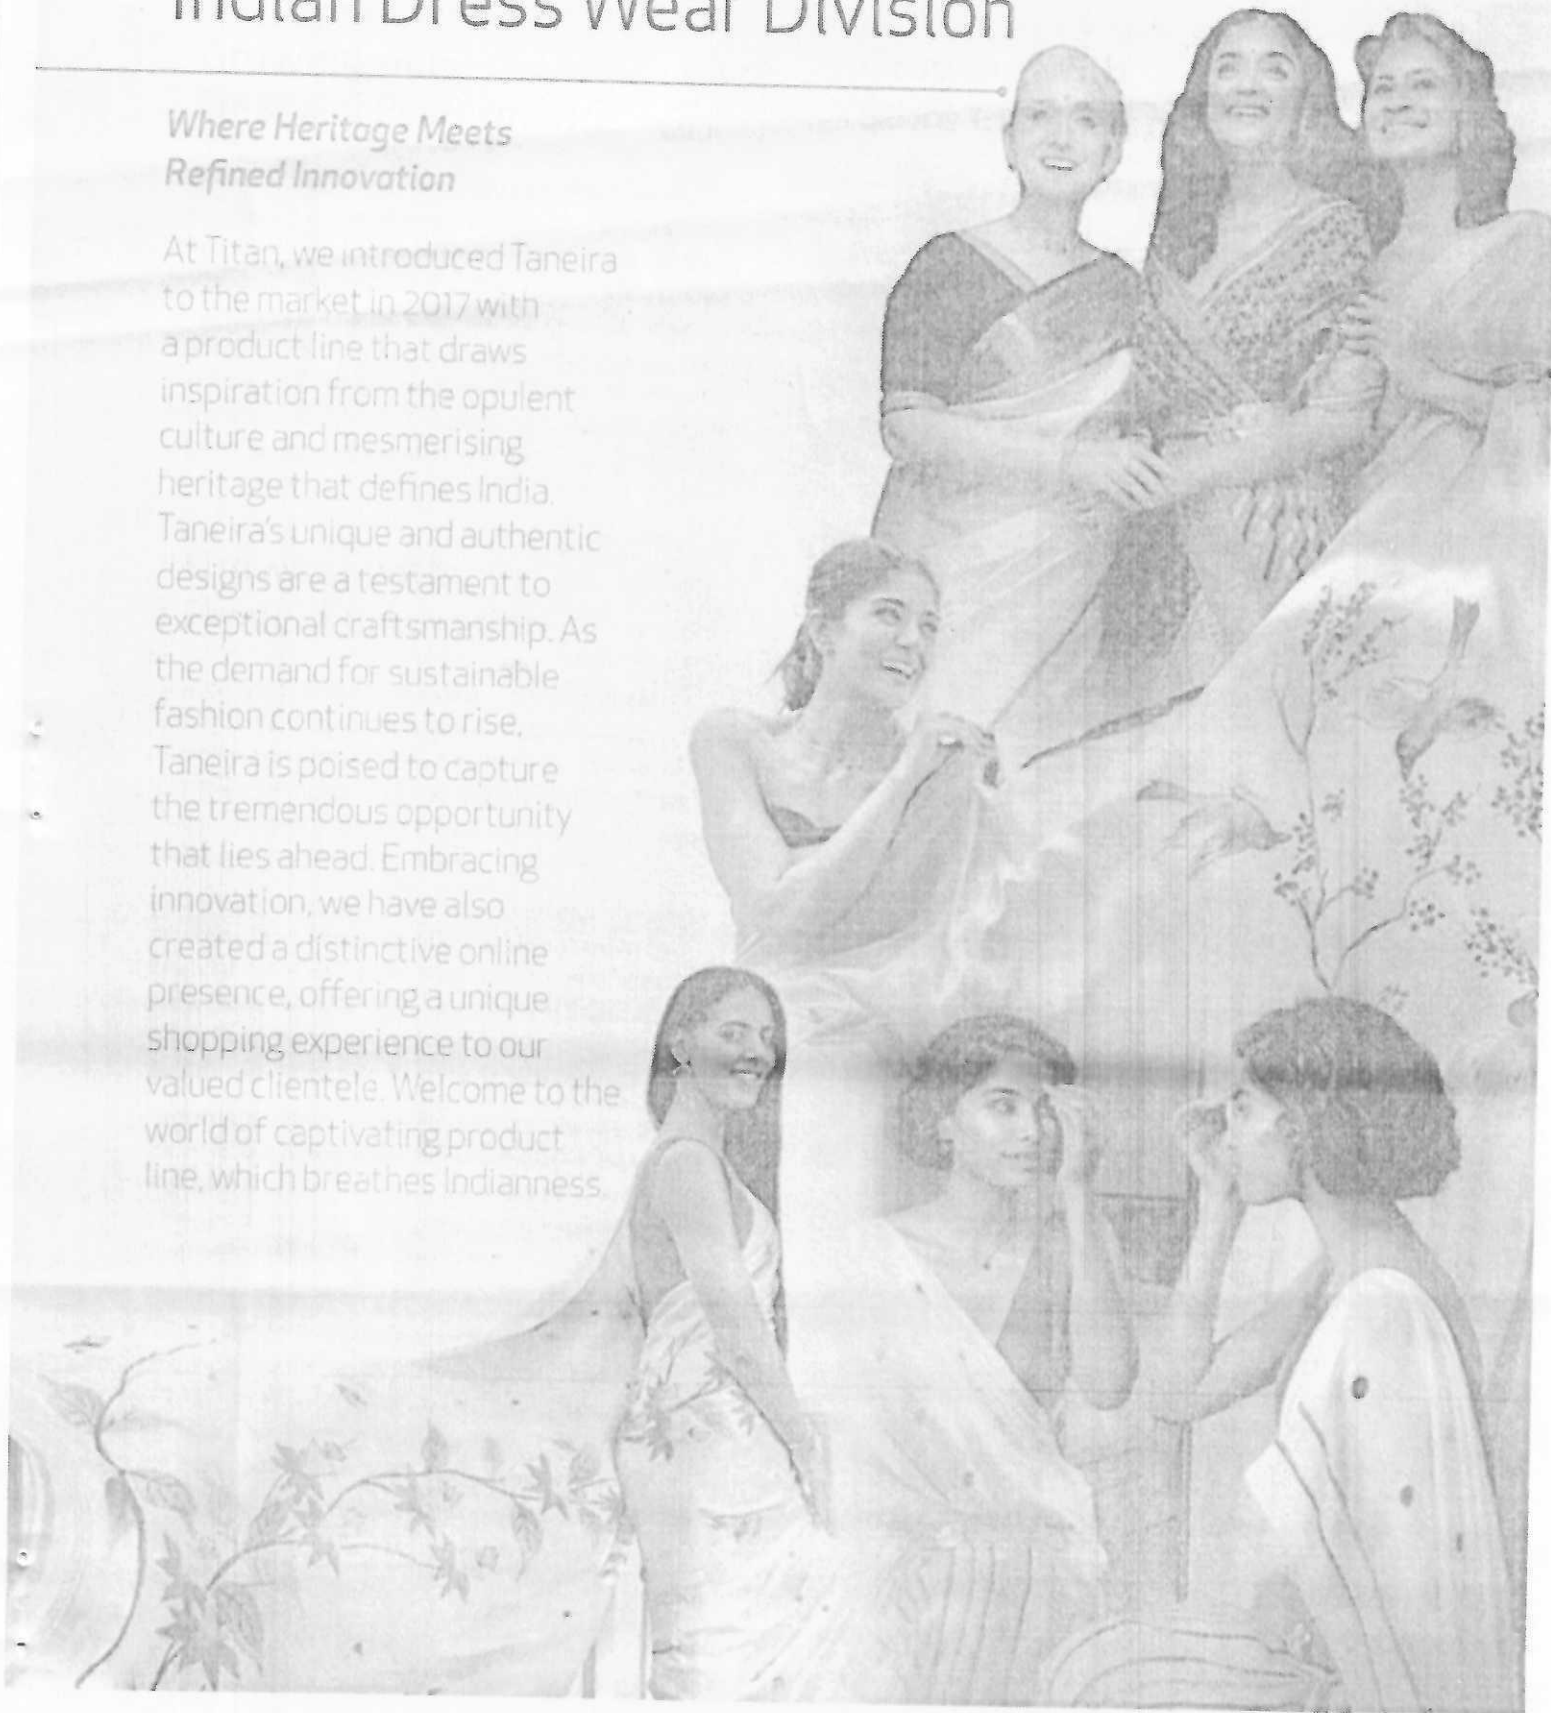 Indian Dress Wear Division
Where Heritage Meets
Refined Innovation
At Titan, we introduced Taneira
to the market in 2017 with
a product line that draws
inspiration from the opulent
culture and mesmerising
heritage that defines India.
Taneira's unique and authentic
designs are a testament to
exceptional craftsmanship. As
the demand for sustainable
fashion continues to rise,
Taneira is poised to capture
the tremendous opportunity
that lies ahead. Embracing
innovation, we have also
created a distinctive online
presence, offering a unique
shopping experience to our
valued clientele. Welcome to the
world of captivating product
line, which breathes Indianness.